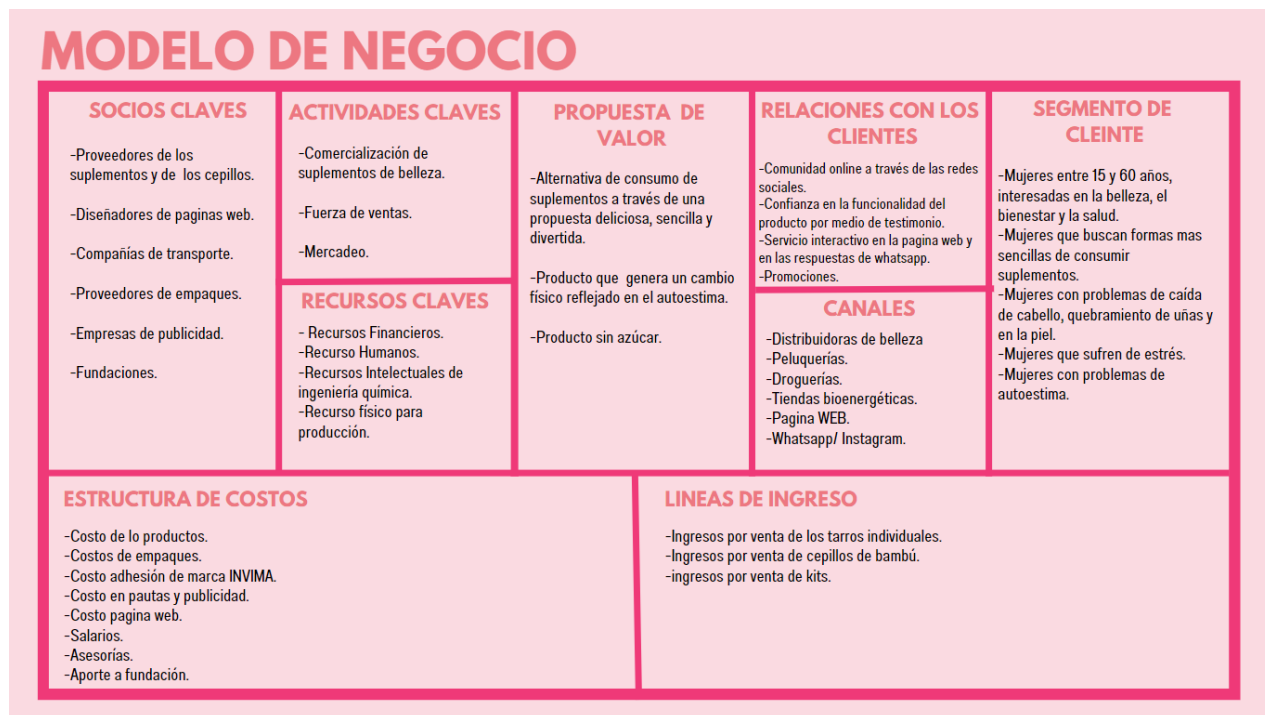 MODELO DE NEGOCIO
SOCIOS CLAVES
-Proveedores de los
suplementos y de los cepillos.
-Diseñadores de paginas web.
-Compañías de transporte.
-Proveedores de empaques.
-Empresas de publicidad.
-Fundaciones.
ACTIVIDADES CLAVES
-Comercialización de
suplementos de belleza.
-Fuerza de ventas.
-Mercadeo.
RECURSOS CLAVES
- Recursos Financieros.
-Recurso Humanos.
-Recursos Intelectuales de
ingeniería química.
-Recurso físico para
producción.
PROPUESTA DE
VALOR
-Alternativa de consumo de
suplementos a través de una
propuesta deliciosa, sencilla y
divertida.
-Producto que genera un cambio
físico reflejado en el autoestima.
-Producto sin azúcar.
RELACIONES CON LOS
CLIENTES
-Comunidad online a través de las redes
sociales.
-Confianza en la funcionalidad del
producto por medio de testimonio.
-Servicio interactivo en la pagina web y
en las respuestas de whatsapp.
-Promociones.
CANALES
-Distribuidoras de belleza
-Peluquerías.
-Droguerías.
-Tiendas bioenergéticas.
-Pagina WEB.
-Whatsapp/ Instagram.
SEGMENTO DE
CLEINTE
-Mujeres entre 15 y 60 años,
interesadas en la belleza, el
bienestar y la salud.
-Mujeres que buscan formas mas
sencillas de consumir
suplementos.
-Mujeres con problemas de caída
de cabello, quebramiento de uñas y
en la piel.
-Mujeres que sufren de estrés.
-Mujeres con problemas de
autoestima.
ESTRUCTURA DE COSTOS
-Costo de lo productos.
-Costos de empaques.
-Costo adhesión de marca INVIMA.
-Costo en pautas y publicidad.
-Costo pagina web.
-Salarios.
-Asesorías.
-Aporte a fundación.
LINEAS DE INGRESO
-Ingresos por venta de los tarros individuales.
-Ingresos por venta de cepillos de bambú.
-ingresos por venta de kits.